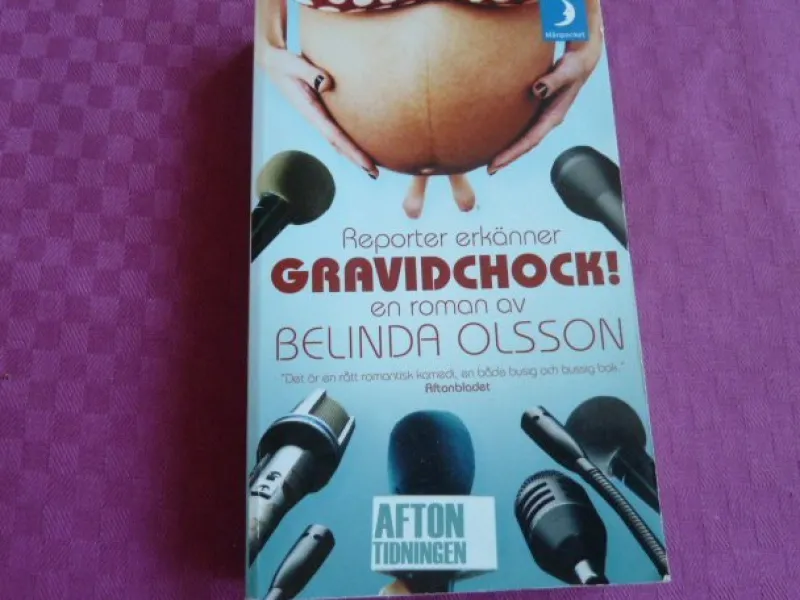 Månpocket
Reporter erkänner
GRAVIDCHOCK!
en roman av
BELINDA OLSSON
"Det är en rått romantisk komedi, en både busig och bussig bok."
Aftonbladet
AFTON
TIDNINGEN